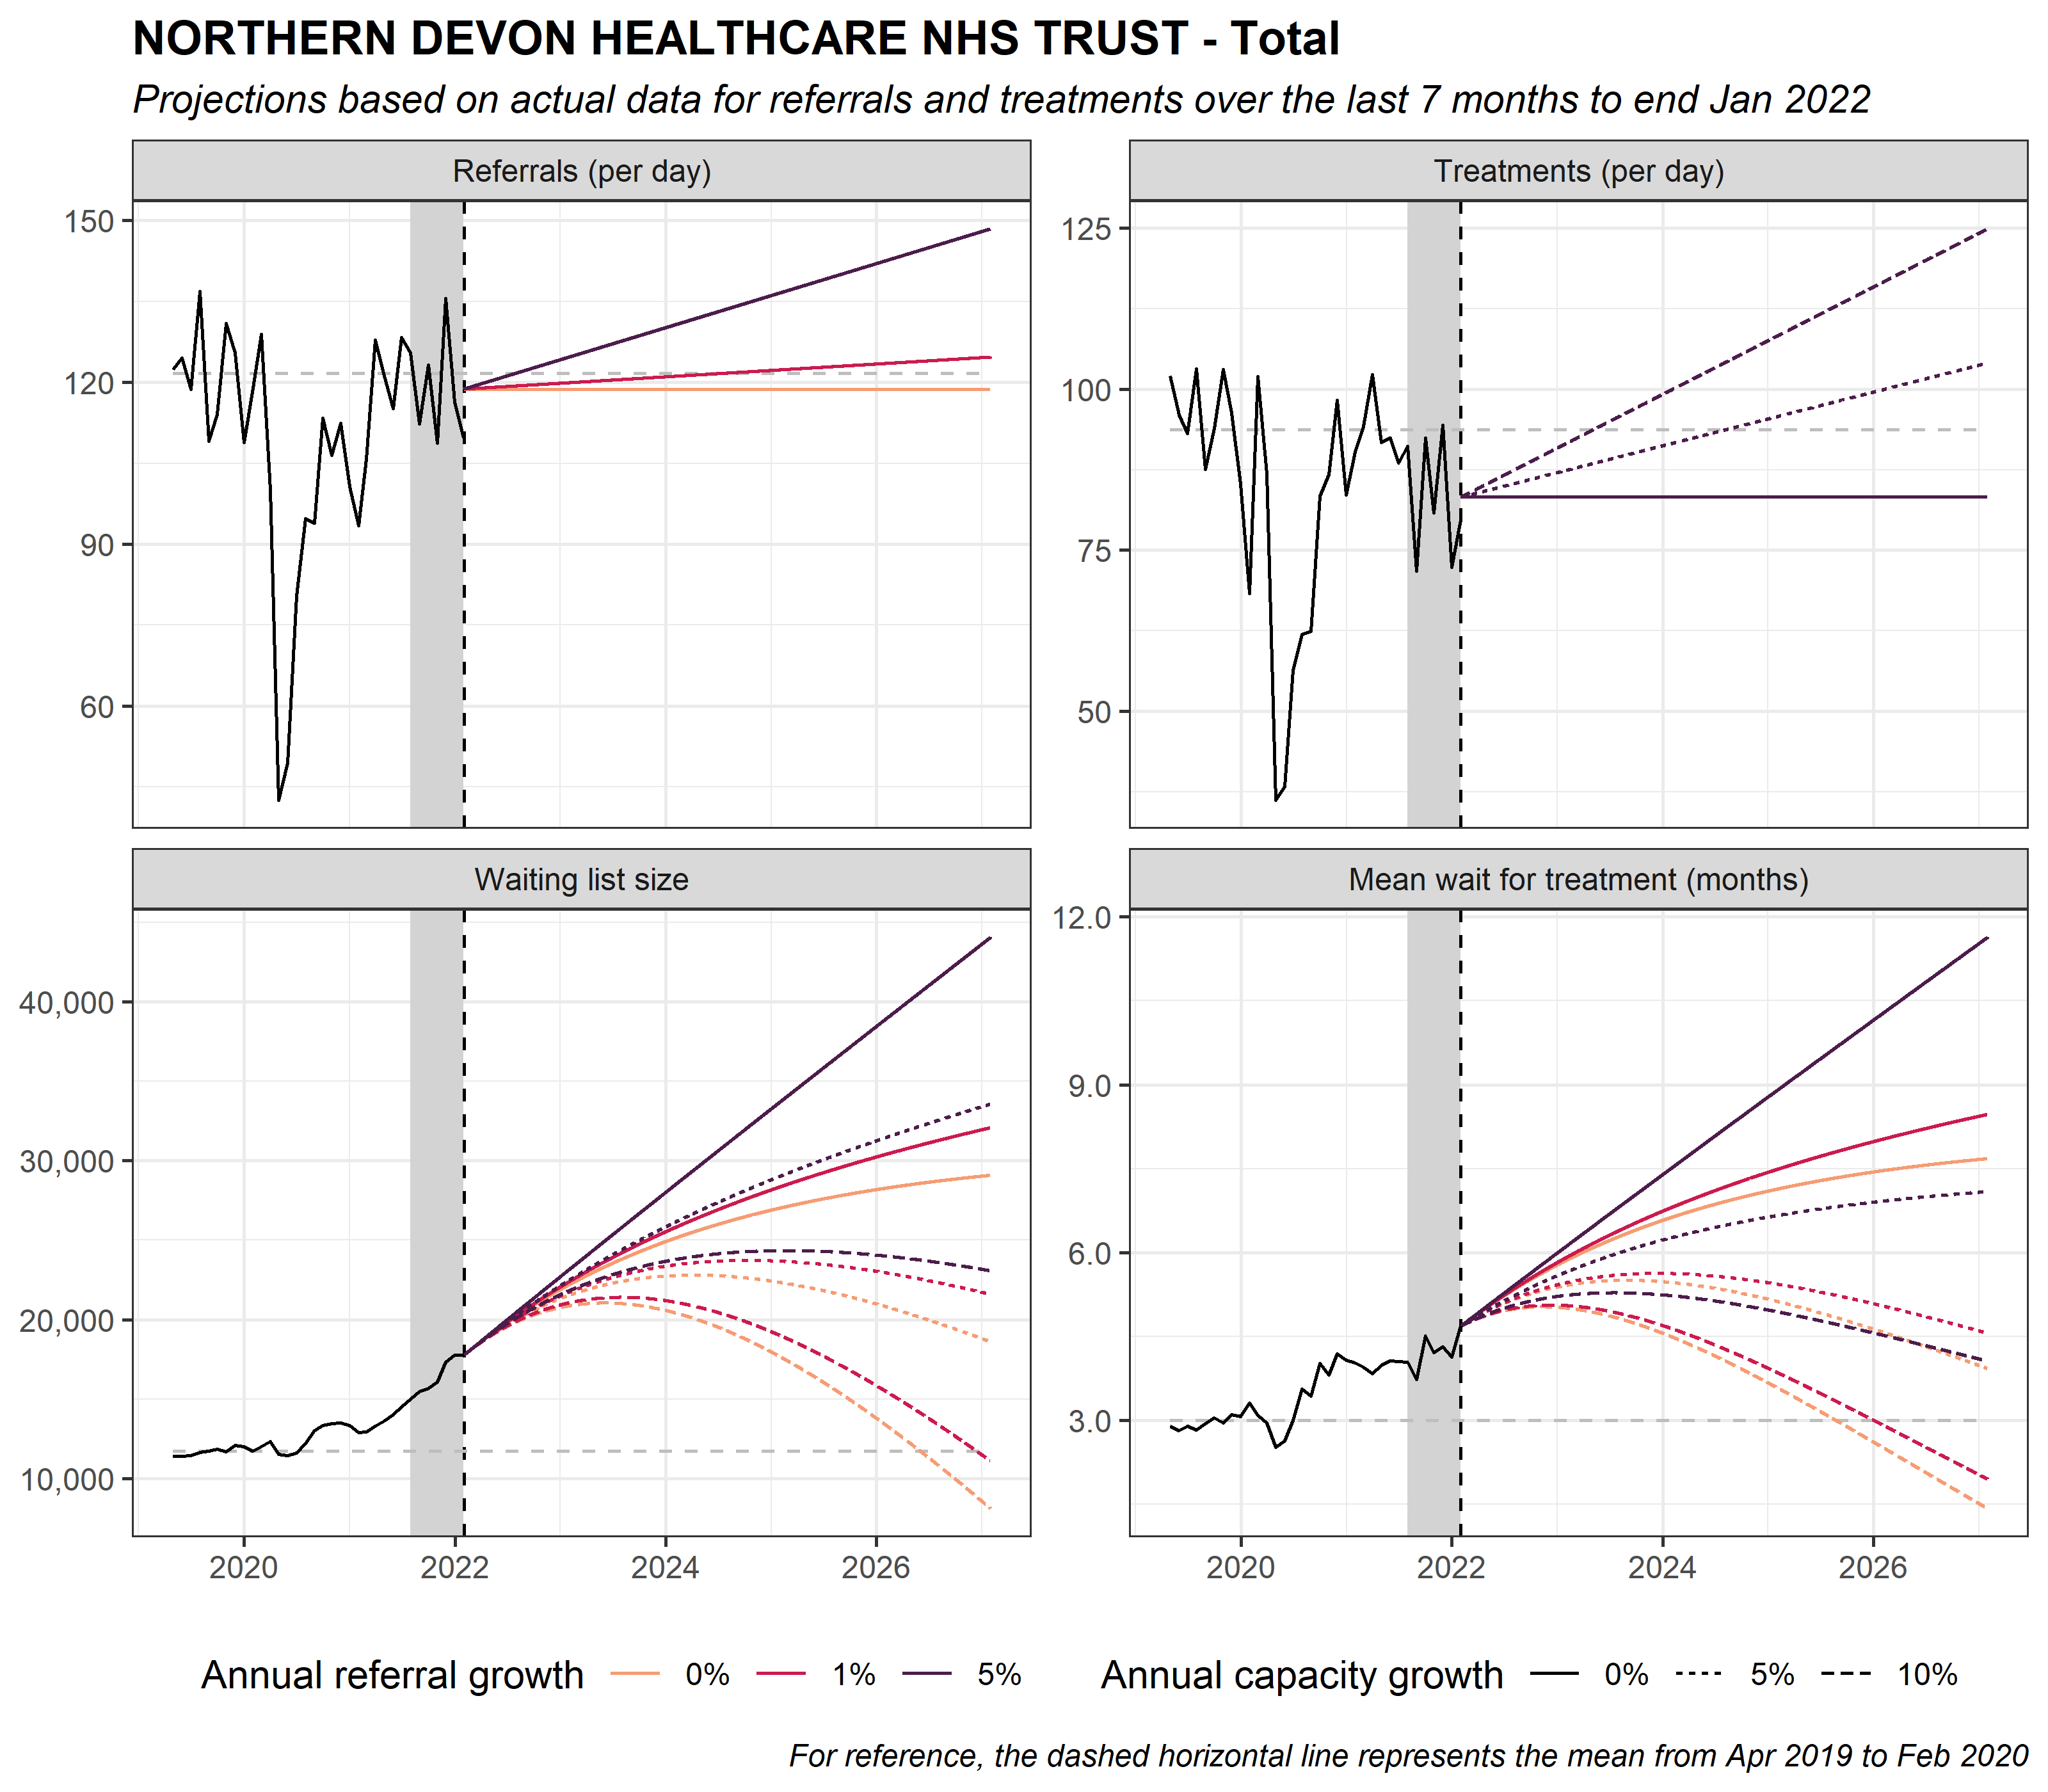 NORTHERN DEVON HEALTHCARE NHS TRUST - Total
Projections based on actual data for referrals and treatments over the last 7 months to end Jan 2022
Referrals (per day)
150
120
90
60
Treatments (per day)
125
100
75
50
Waiting list size
40,000
30,000
20,000
10,000
2020 2022 2024 2026
Mean wait for treatment (months)
12.0
9.0
6.0
3.0
2020 2022 2024 2026
Annual referral growth 0% 1% 5%
Annual capacity growth 0% 5% 10%
For reference, the dashed horizontal line represents the mean from Apr 2019 to Feb 2020